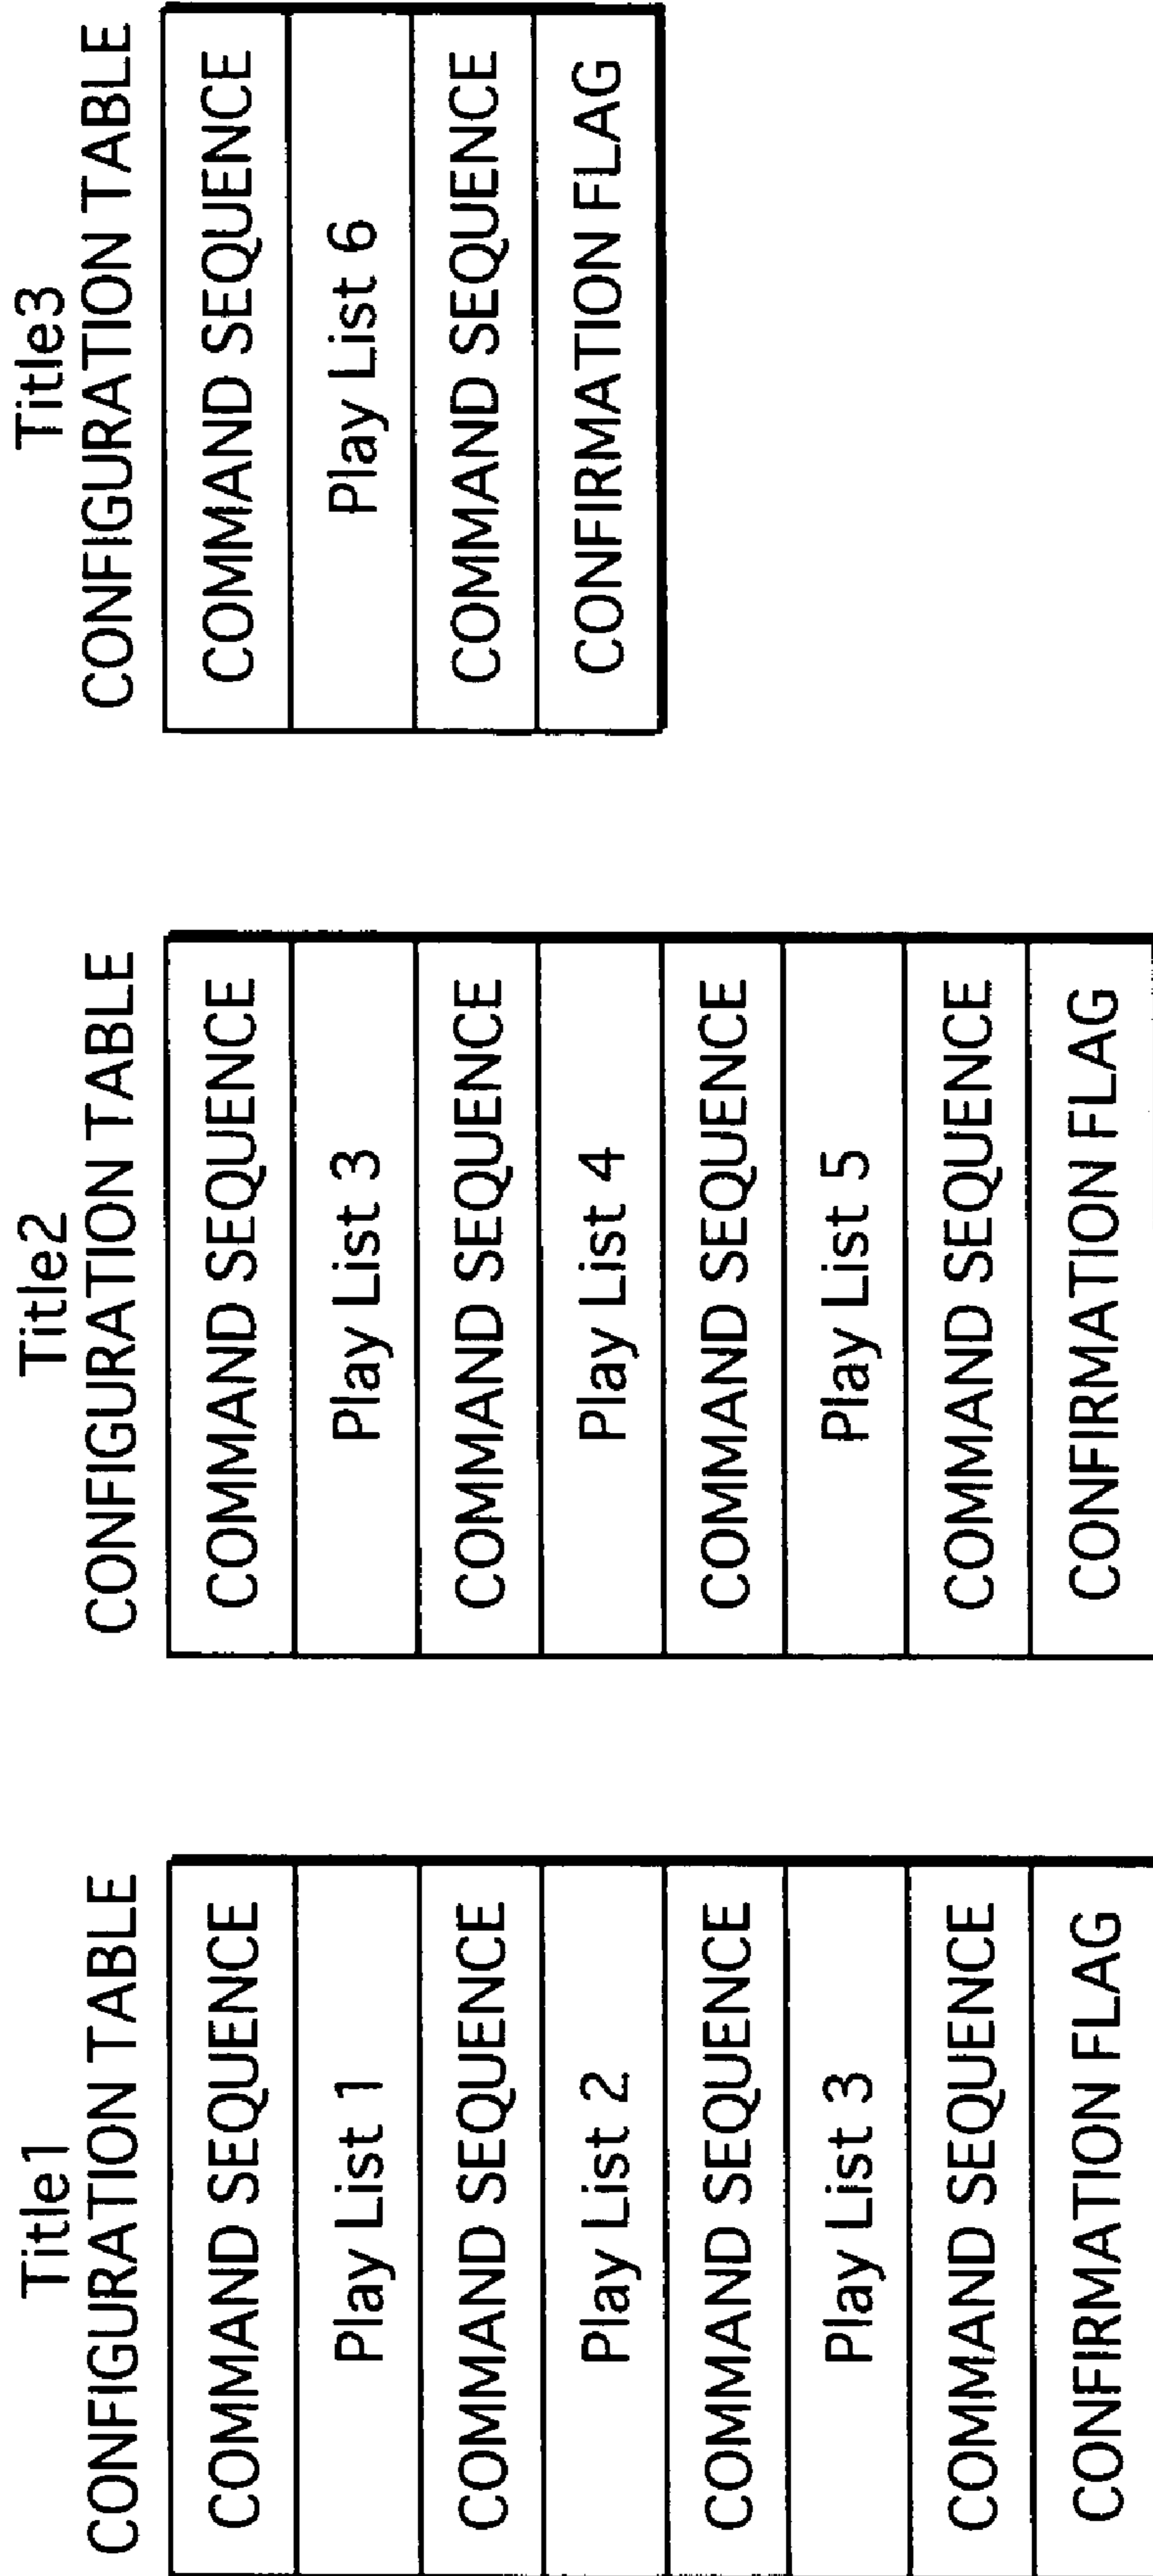 Title1
CONFIGURATION TABLE
COMMAND SEQUENCE
Play List 1
COMMAND SEQUENCE
Play List 2
COMMAND SEQUENCE
Play List 3
COMMAND SEQUENCE
CONFIRMATION FLAG
Title2
CONFIGURATION TABLE
COMMAND SEQUENCE
Play List 3
COMMAND SEQUENCE
Play List 4
COMMAND SEQUENCE
Play List 5
COMMAND SEQUENCE
CONFIRMATION FLAG
Title3
CONFIGURATION TABLE
COMMAND SEQUENCE
Play List 6
COMMAND SEQUENCE
CONFIRMATION FLAG